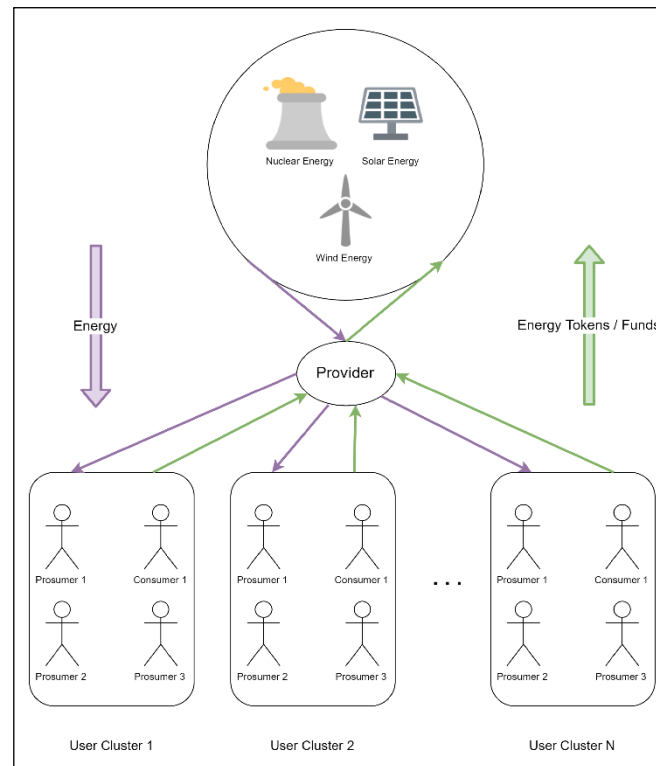 Nuclear Energy
Solar Energy
Wind Energy
Energy
Energy Tokens / Funds
Provider
Prosumer 1
Consumer 1
Prosumer 1
Consumer 1
Prosumer 1
Consumer 1
...
Prosumer 2
Prosumer 3
Prosumer 2
Prosumer 3
Prosumer 2
Prosumer 3
User Cluster 1
User Cluster 2
User Cluster N